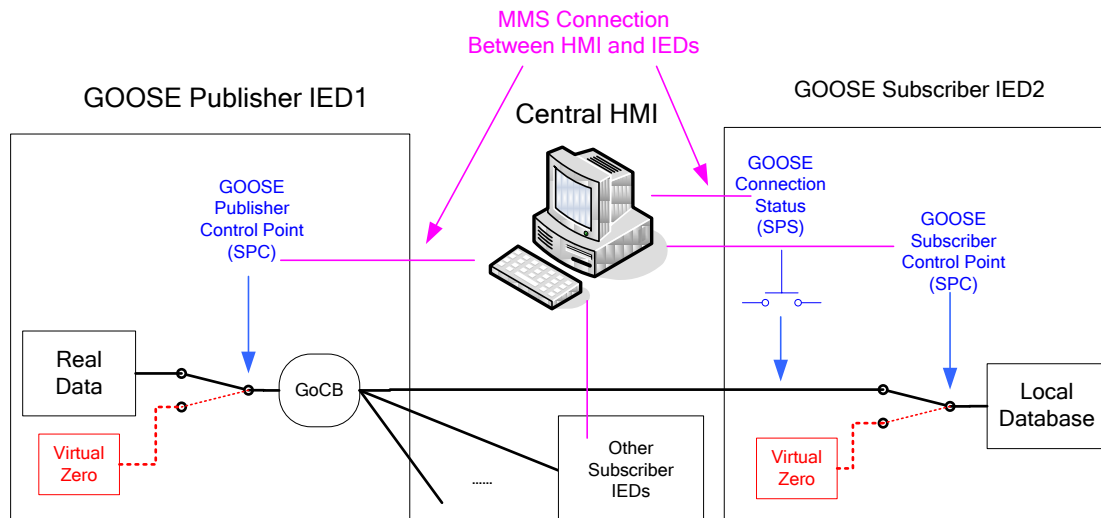 MMS Connection
Between HMI and IEDs
GOOSE Publisher IED1
Central HMI
GOOSE Subscriber IED2
GOOSE
Publisher
Control Point
(SPC)
GOOSE
Connection
Status
(SPS)
GOOSE
Subscriber
Control Point
(SPC)
Real
Data
GoCB
Virtual
Zero
......
Other
Subscriber
IEDs
Virtual
Zero
Local
Database